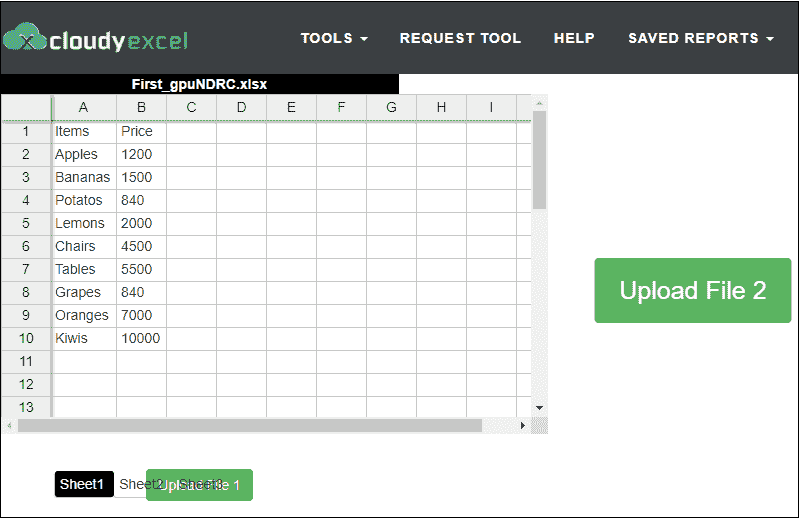 cloudyexcel TOOLS REQUEST TOOL HELP SAVED REPORTS
First_gpuNDRC.xlsx
A B C D E F G H I
1 Items Price
2 Apples 1200
3 Bananas 1500
4 Potatos 840
5 Lemons 2000
6 Chairs 4500
7 Tables 5500
8 Grapes 840
9 Oranges 7000
10 Kiwis 10000
11
12
13
Upload File 2
Sheet1 Sheet2 Sheet3 Upload File 1